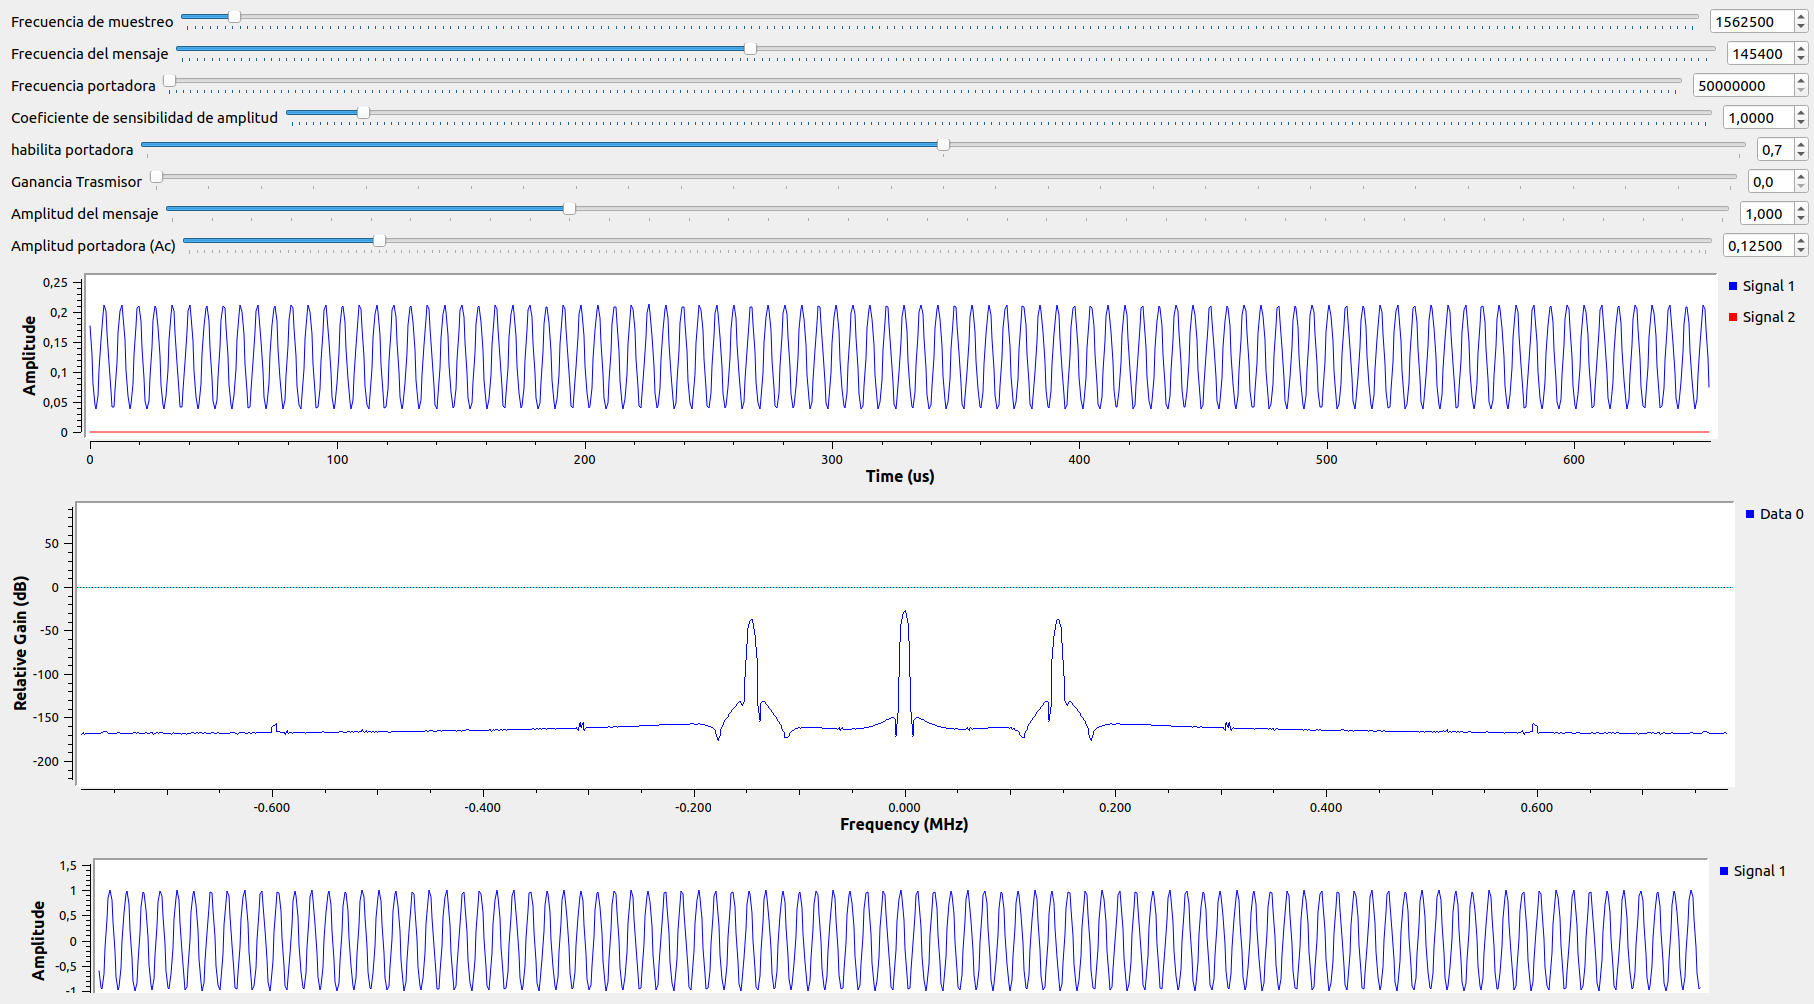 Frecuencia de muestreo 1562500
Frecuencia del mensaje 145400
Frecuencia portadora 50000000
Coeficiente de sensibilidad de amplitud 1,0000
habilita portadora 0,7
Ganancia Trasmisor 0,0
Amplitud del mensaje 1,000
Amplitud portadora (Ac) 0,12500
Amplitude
0,25
0,2
0,15
0,1
0,05
0
0 100 200 300 400 500 600
Time (us)
Signal 1
Signal 2
Relative Gain (dB)
50
0
-50
-100
-150
-200
-0.600 -0.400 -0.200 0.000 0.200 0.400 0.600
Frequency (MHz)
Data 0
Amplitude
1,5
1
0,5
0
-0,5
-1
Signal 1